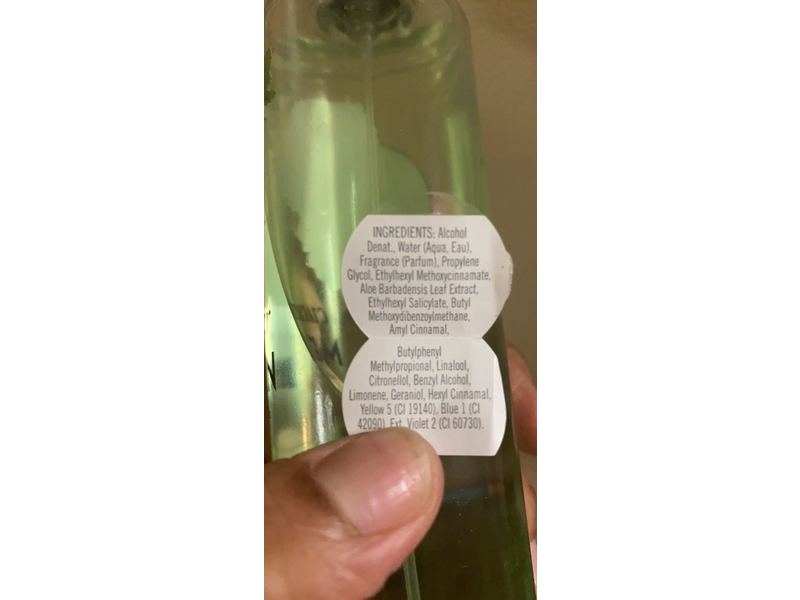 INGREDIENTS: Alcohol
Denat., Water (Aqua, Eau),
Fragrance (Parfum), Propylene
Glycol, Ethylhexyl Methoxycinnamate,
Aloe Barbadensis Leaf Extract,
Ethylhexyl Salicylate, Butyl
Methoxydibenzoylmethane,
Amyl Cinnamal,
Butylphenyl
Methylpropional, Linalool,
Citronellol, Benzyl Alcohol,
Limonene, Geraniol, Hexyl Cinnamal,
Yellow 5 (CI 19140), Blue 1 (CI
42090), Ext. Violet 2 (CI 60730).